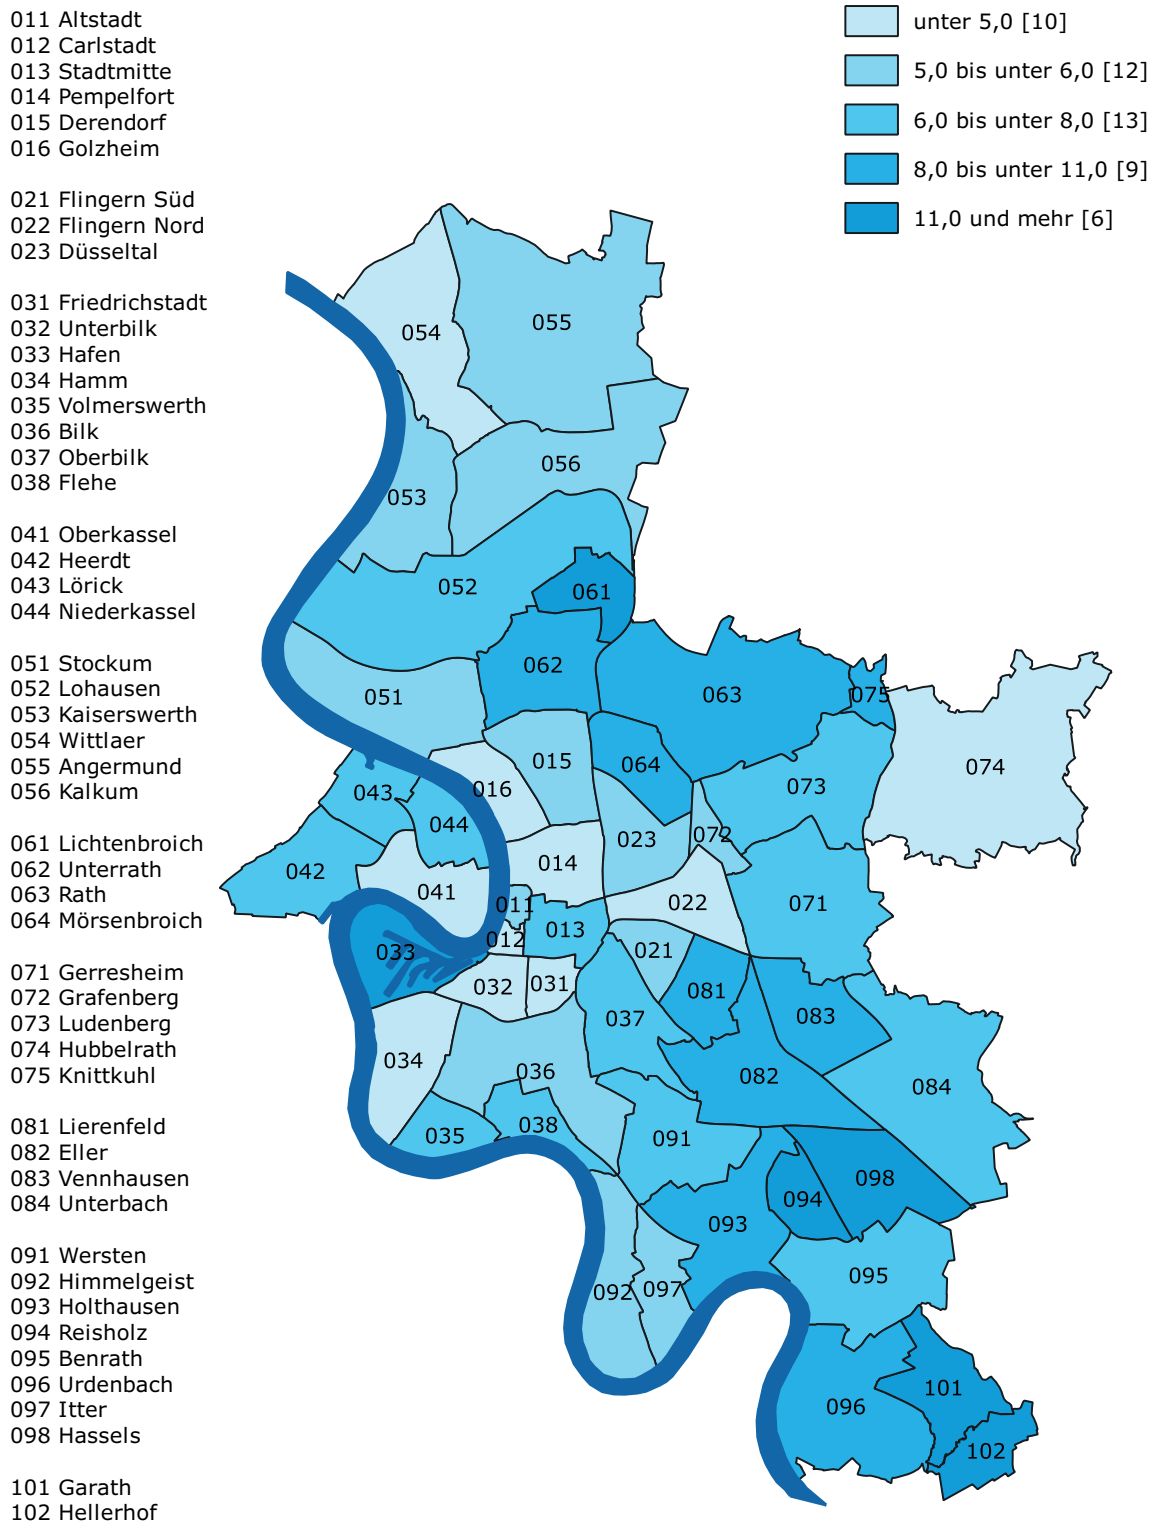 011 Altstadt
012 Carlstadt
013 Stadtmitte
014 Pempelfort
015 Derendorf
016 Golzheim
021 Flingern Süd
022 Flingern Nord
023 Düsseltal
031 Friedrichstadt
032 Unterbilk
033 Hafen
034 Hamm
035 Volmerswerth
036 Bilk
037 Oberbilk
038 Flehe
041 Oberkassel
042 Heerdt
043 Lörick
044 Niederkassel
051 Stockum
052 Lohausen
053 Kaiserswerth
054 Wittlaer
055 Angermund
056 Kalkum
061 Lichtenbroich
062 Unterrath
063 Rath
064 Mörsenbroich
071 Gerresheim
072 Grafenberg
073 Ludenberg
074 Hubbelrath
075 Knittkuhl
081 Lierenfeld
082 Eller
083 Vennhausen
084 Unterbach
091 Wersten
092 Himmelgeist
093 Holthausen
094 Reisholz
095 Benrath
096 Urdenbach
097 Itter
098 Hassels
101 Garath
102 Hellerhof
unter 5,0 [10]
5,0 bis unter 6,0 [12]
6,0 bis unter 8,0 [13]
8,0 bis unter 11,0 [9]
11,0 und mehr [6]
055
054
056
053
052
061
062
063
075
051
074
015
064
043
016
073
044
072
023
014
042
041
022
011
071
013
012
021
033
032
031
081
083
037
034
036
082
084
038
035
091
098
094
093
095
092
097
101
096
102